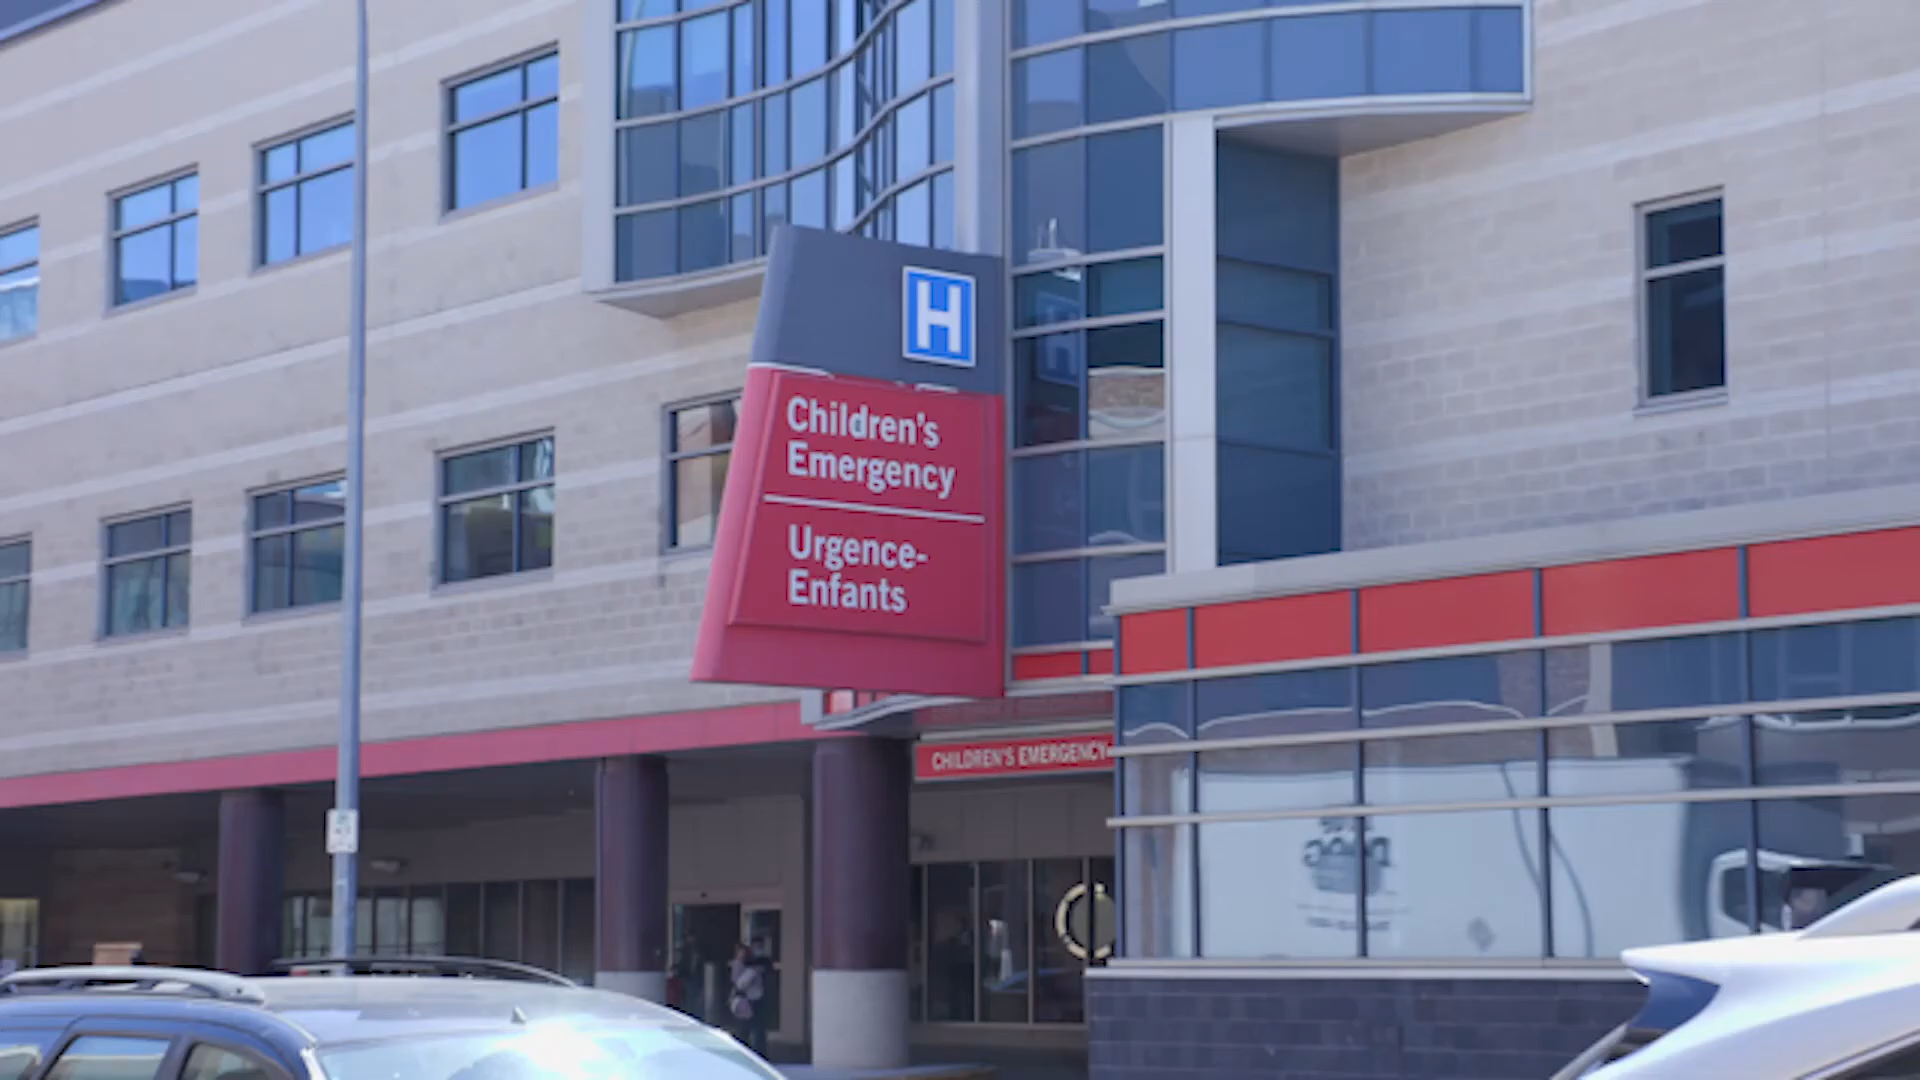 H
Children's
Emergency
Urgence-
Enfants
CHILDREN'S EMERGENCY